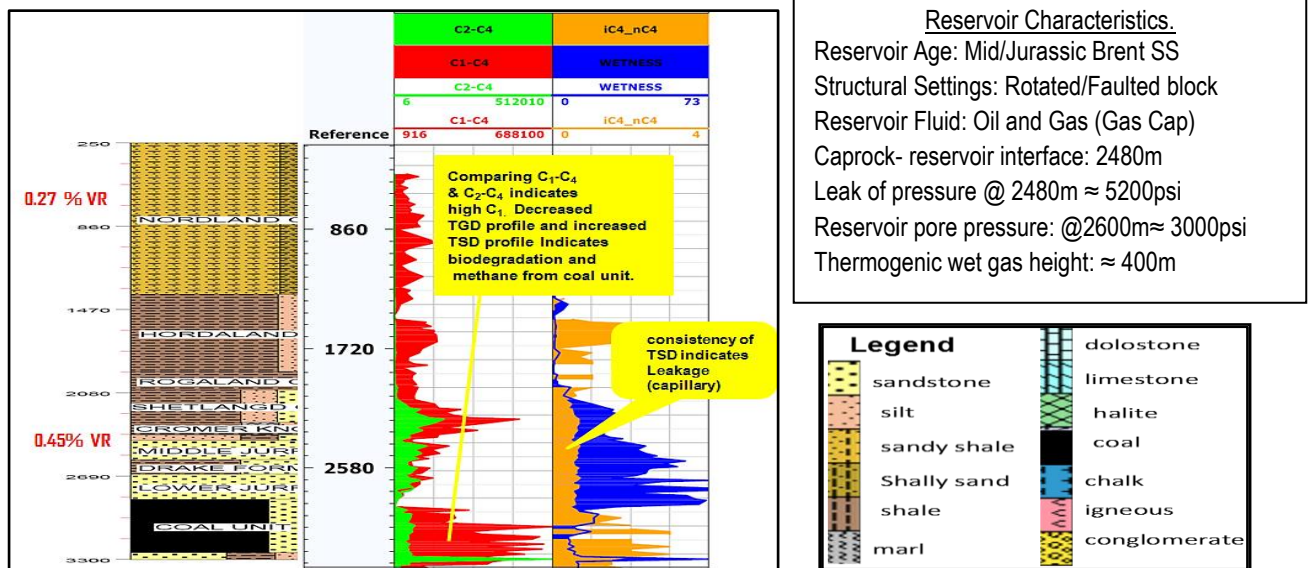 C2-C4
iC4_nC4
C1-C4
WETNESS
C2-C4
WETNESS
6 512010
0 73
Reference
C1-C4
iC4_nC4
916 688100
0 4
250
0.27 % VR
NORDLAND
860
HORDALAND
1470
ROGALAND
2080
SHETLANGD
CROMER KN
0.45% VR
MIDDLE JUR
DRAKE FORM
2690
LOWER JUR
COAL UNIT
3300
860
1720
2580
Comparing C₁-C₄
& C₂-C₄ indicates
high C₁. Decreased
TGD profile and increased
TSD profile Indicates
biodegradation and
methane from coal unit.
consistency of
TSD indicates
Leakage
(capillary)
Reservoir Characteristics.
Reservoir Age: Mid/Jurassic Brent SS
Structural Settings: Rotated/Faulted block
Reservoir Fluid: Oil and Gas (Gas Cap)
Caprock- reservoir interface: 2480m
Leak of pressure @ 2480m ≈ 5200psi
Reservoir pore pressure: @2600m≈ 3000psi
Thermogenic wet gas height: ≈ 400m
Legend
sandstone
silt
sandy shale
Shally sand
shale
marl
dolostone
limestone
halite
coal
chalk
igneous
conglomerate